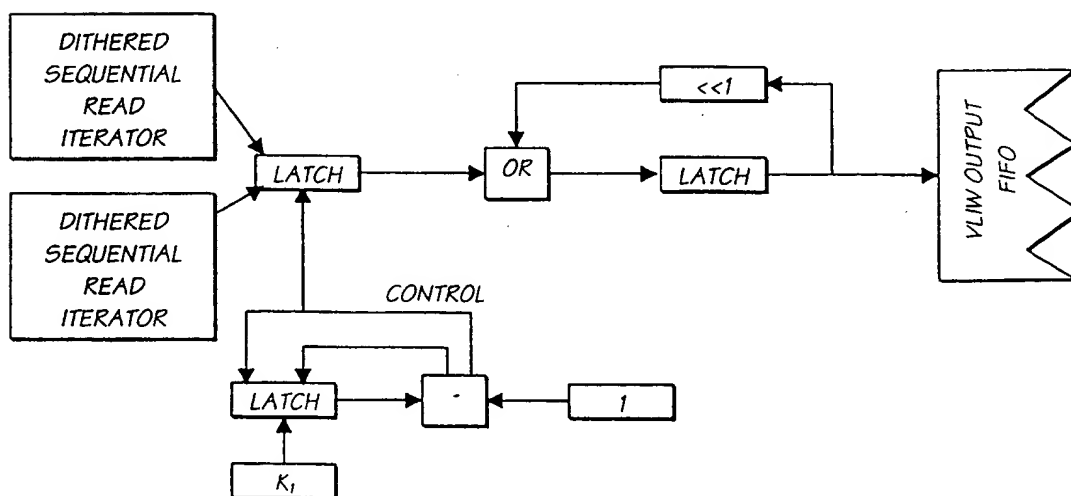 DITHERED
SEQUENTIAL
READ
ITERATOR
DITHERED
SEQUENTIAL
READ
ITERATOR
LATCH
OR
<<1
LATCH
VLIW OUTPUT
FIFO
CONTROL
LATCH
-
1
K₁